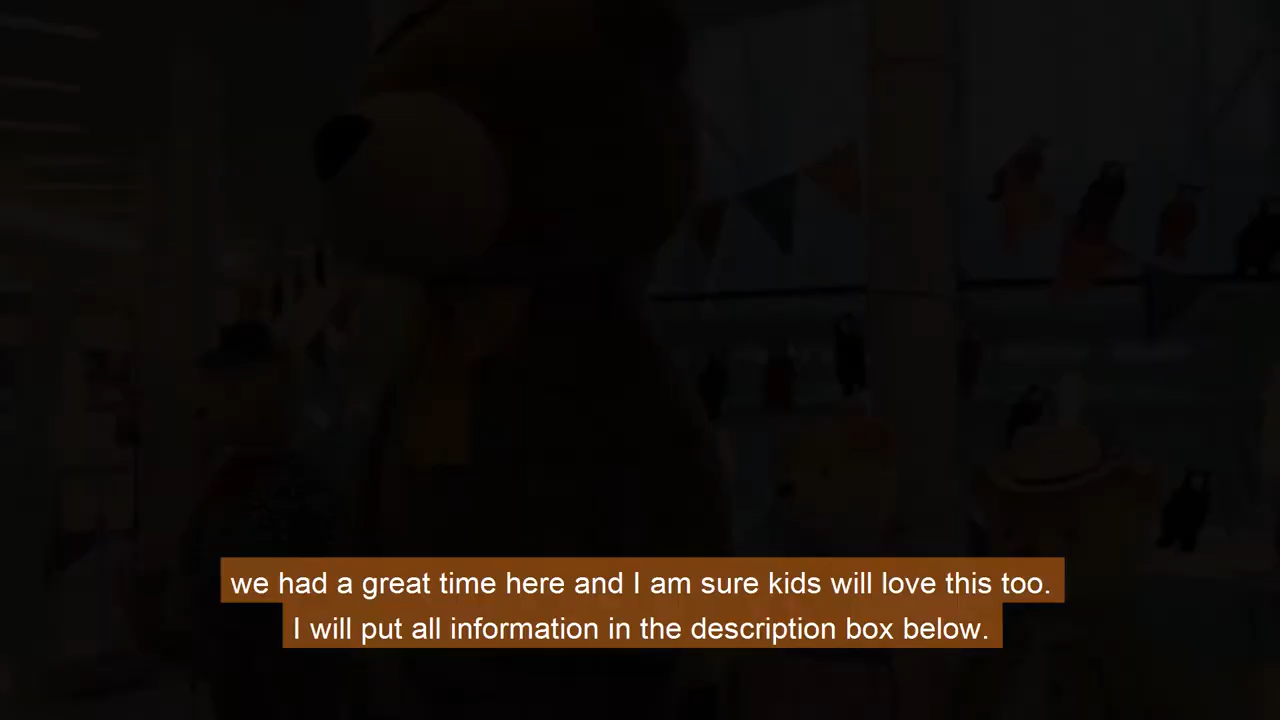 we had a great time here and I am sure kids will love this too.
I will put all information in the description box below.